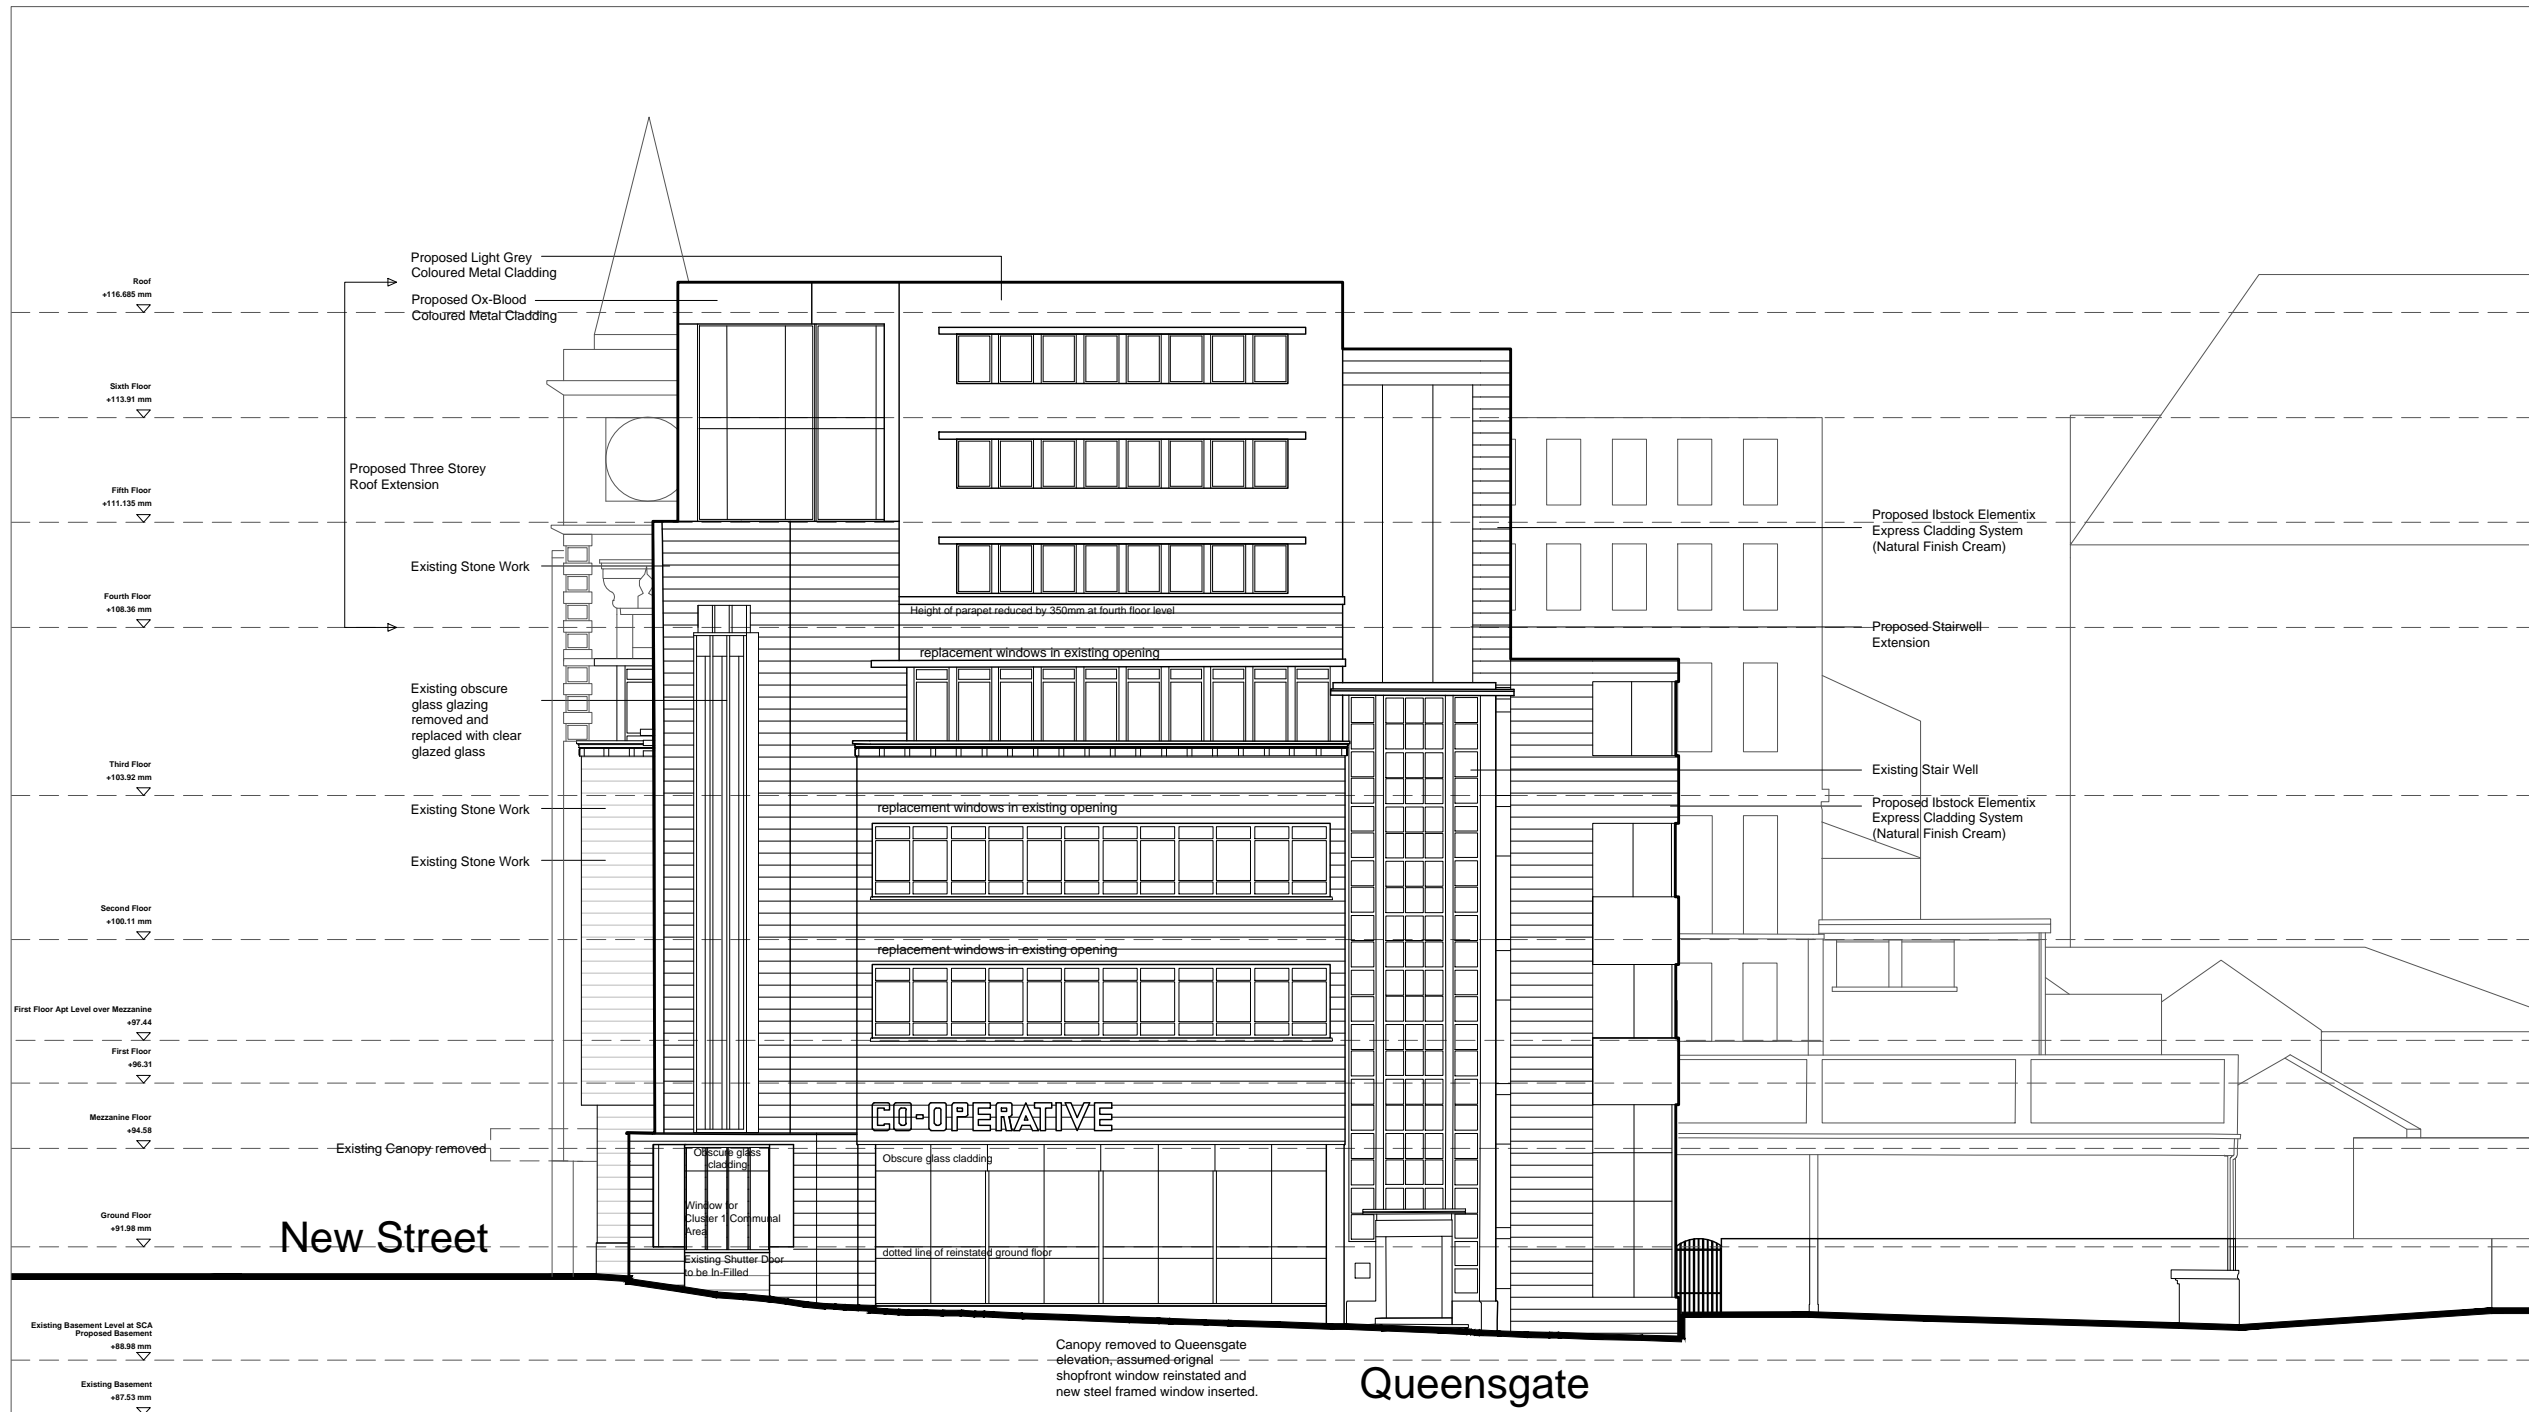 Roof
+116.685 mm
Sixth Floor
+113.91 mm
Fifth Floor
+111.135 mm
Fourth Floor
+108.36 mm
Third Floor
+103.92 mm
Second Floor
+100.11 mm
First Floor Apt Level over Mezzanine
+97.44
First Floor
+96.31
Mezzanine Floor
+94.58
Ground Floor
+91.98 mm
Existing Basement Level at SCA
Proposed Basement
+88.98 mm
Existing Basement
+87.53 mm
Proposed Light Grey
Coloured Metal Cladding
Proposed Ox-Blood
Coloured Metal Cladding
Proposed Three Storey
Roof Extension
Existing Stone Work
Existing obscure
glass glazing
removed and
replaced with clear
glazed glass
Existing Stone Work
Existing Stone Work
Existing Canopy removed
New Street
Height of parapet reduced by 350mm at fourth floor level
replacement windows in existing opening
replacement windows in existing opening
replacement windows in existing opening
CO-OPERATIVE
Obscure glass
cladding
Obscure glass cladding
Window for
Cluster 1 Communal
Area
dotted line of reinstated ground floor
Existing Shutter Door
to be In-Filled
Proposed Ibstock Elementix
Express Cladding System
(Natural Finish Cream)
Proposed Stairwell
Extension
Existing Stair Well
Proposed Ibstock Elementix
Express Cladding System
(Natural Finish Cream)
Canopy removed to Queensgate
elevation, assumed orignal
shopfront window reinstated and
new steel framed window inserted.
Queensgate